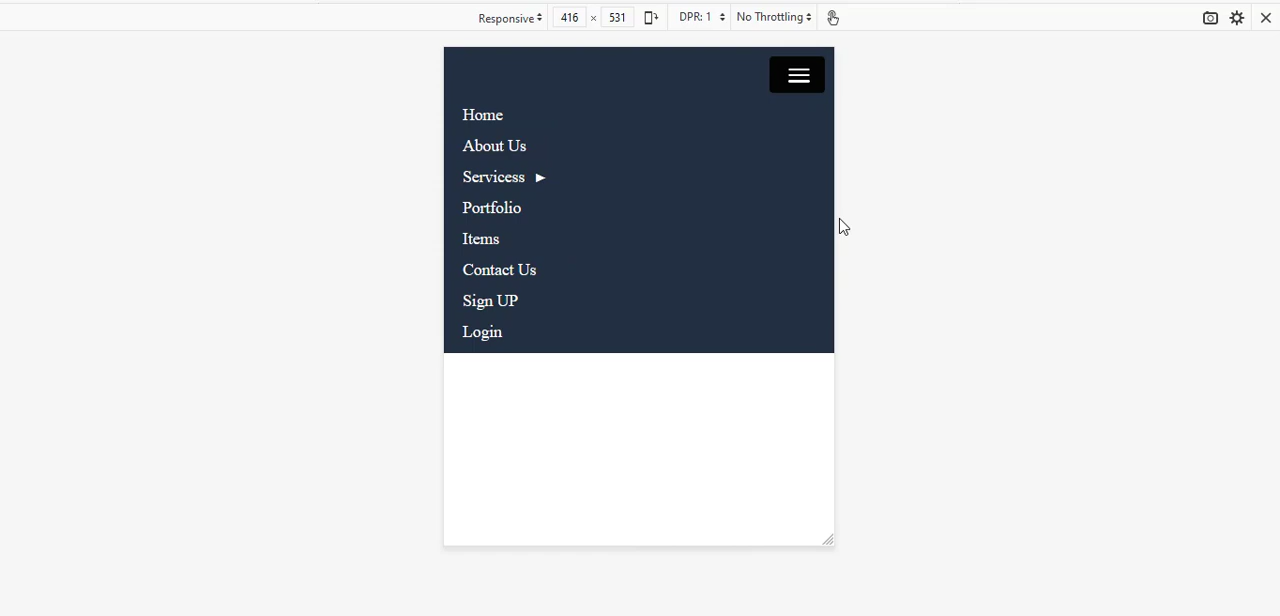 Responsive 416 × 531 DPR: 1 No Throttling
Home
About Us
Servicess ►
Portfolio
Items
Contact Us
Sign UP
Login